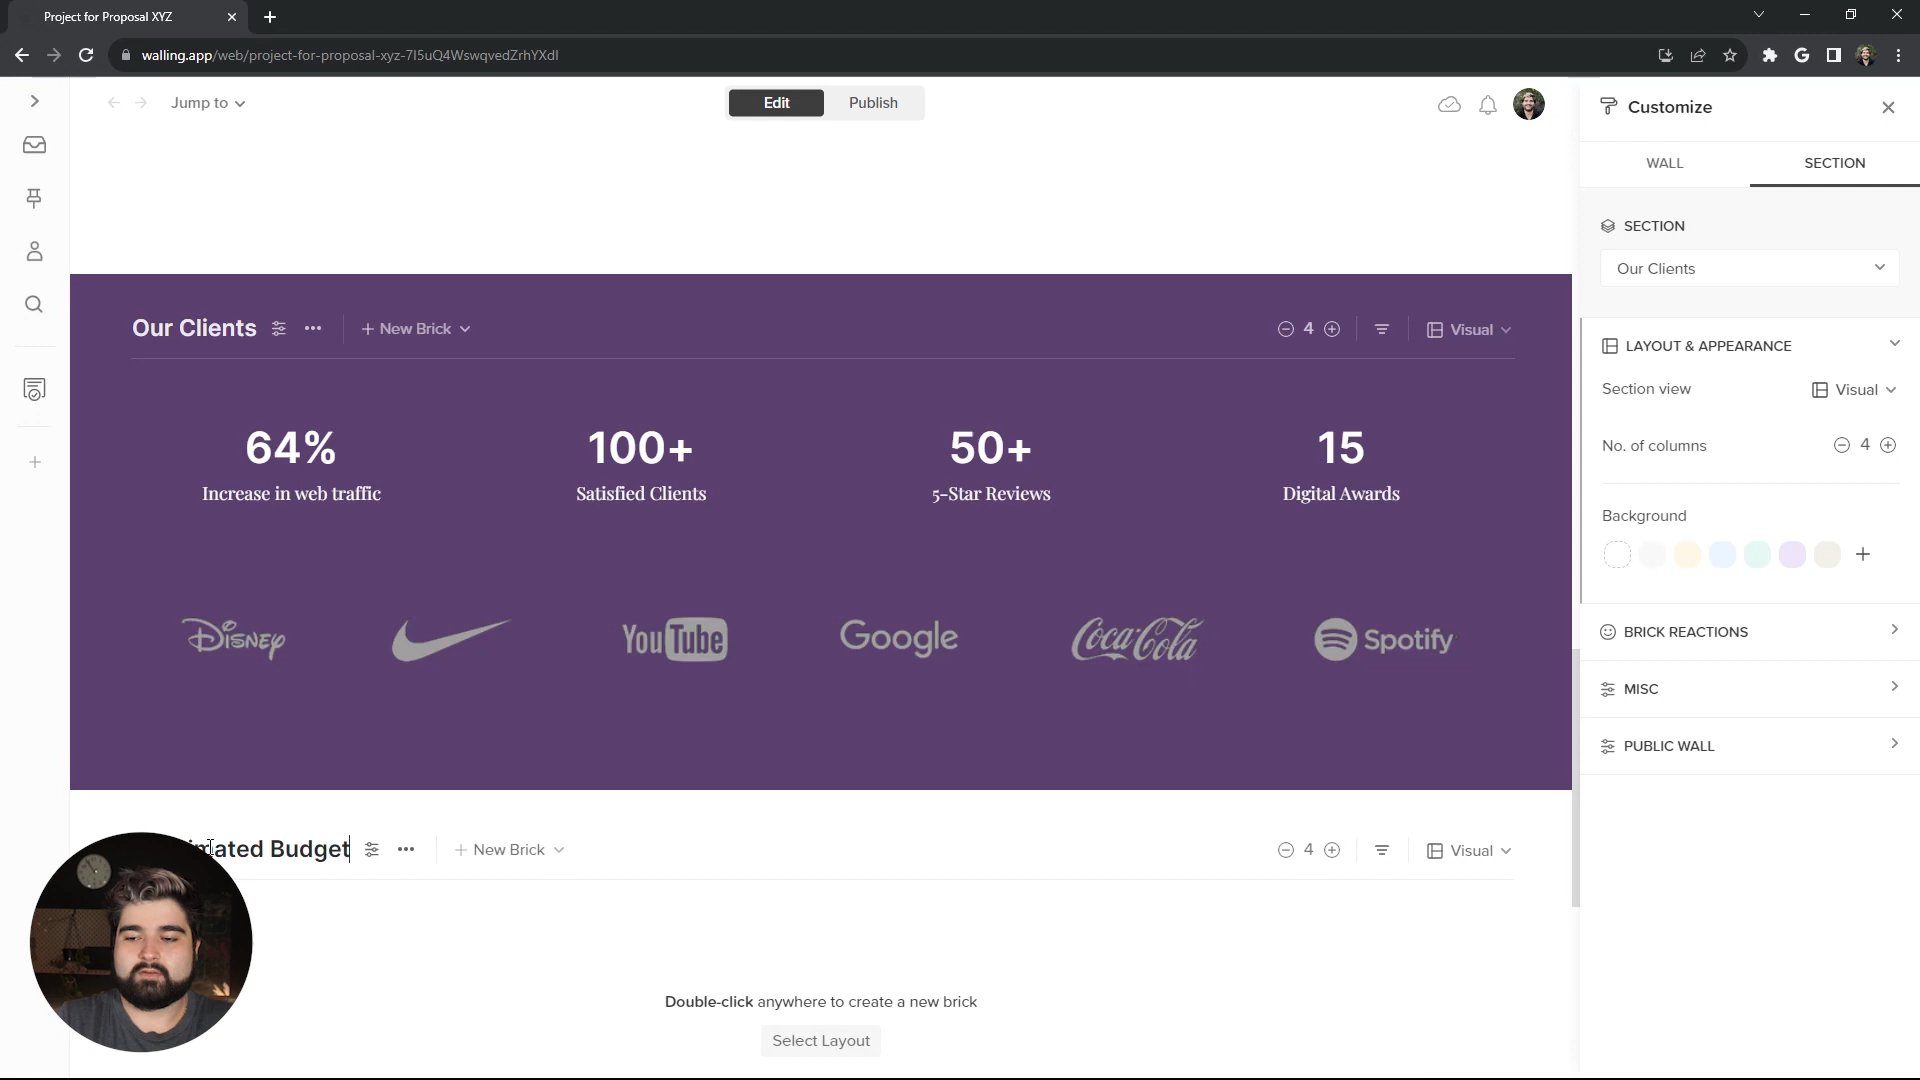 Project for Proposal XYZ
walling.app/web/project-for-proposal-xyz-7I5uQ4WswqvedZrhYXdI
Jump to
Edit
Publish
Customize
WALL
SECTION
SECTION
Our Clients
Our Clients
New Brick
4
Visual
LAYOUT & APPEARANCE
Section view
Visual
No. of columns
4
Background
BRICK REACTIONS
MISC
PUBLIC WALL
64%
100+
50+
15
Increase in web traffic
Satisfied Clients
5-Star Reviews
Digital Awards
Disney
YouTube
Google
Coca-Cola
Spotify
Budget
New Brick
4
Visual
Double-click anywhere to create a new brick
Select Layout